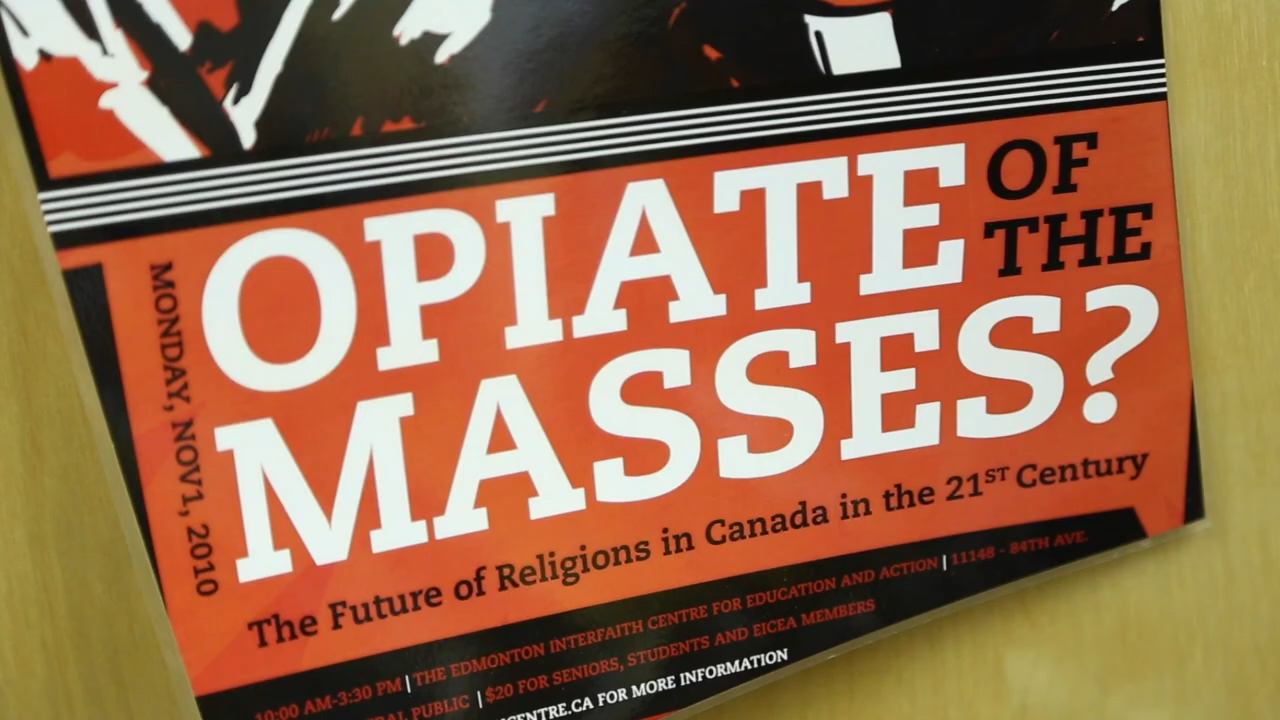 OPIATE OF
THE
MASSES?
MONDAY, NOV1, 2010
The Future of Religions in Canada in the 21ST Century
10:00 AM-3:30 PM | THE EDMONTON INTERFAITH CENTRE FOR EDUCATION AND ACTION | 11148 - 84TH AVE.
PUBLIC | $20 FOR SENIORS, STUDENTS AND EICEA MEMBERS
FOR MORE INFORMATION